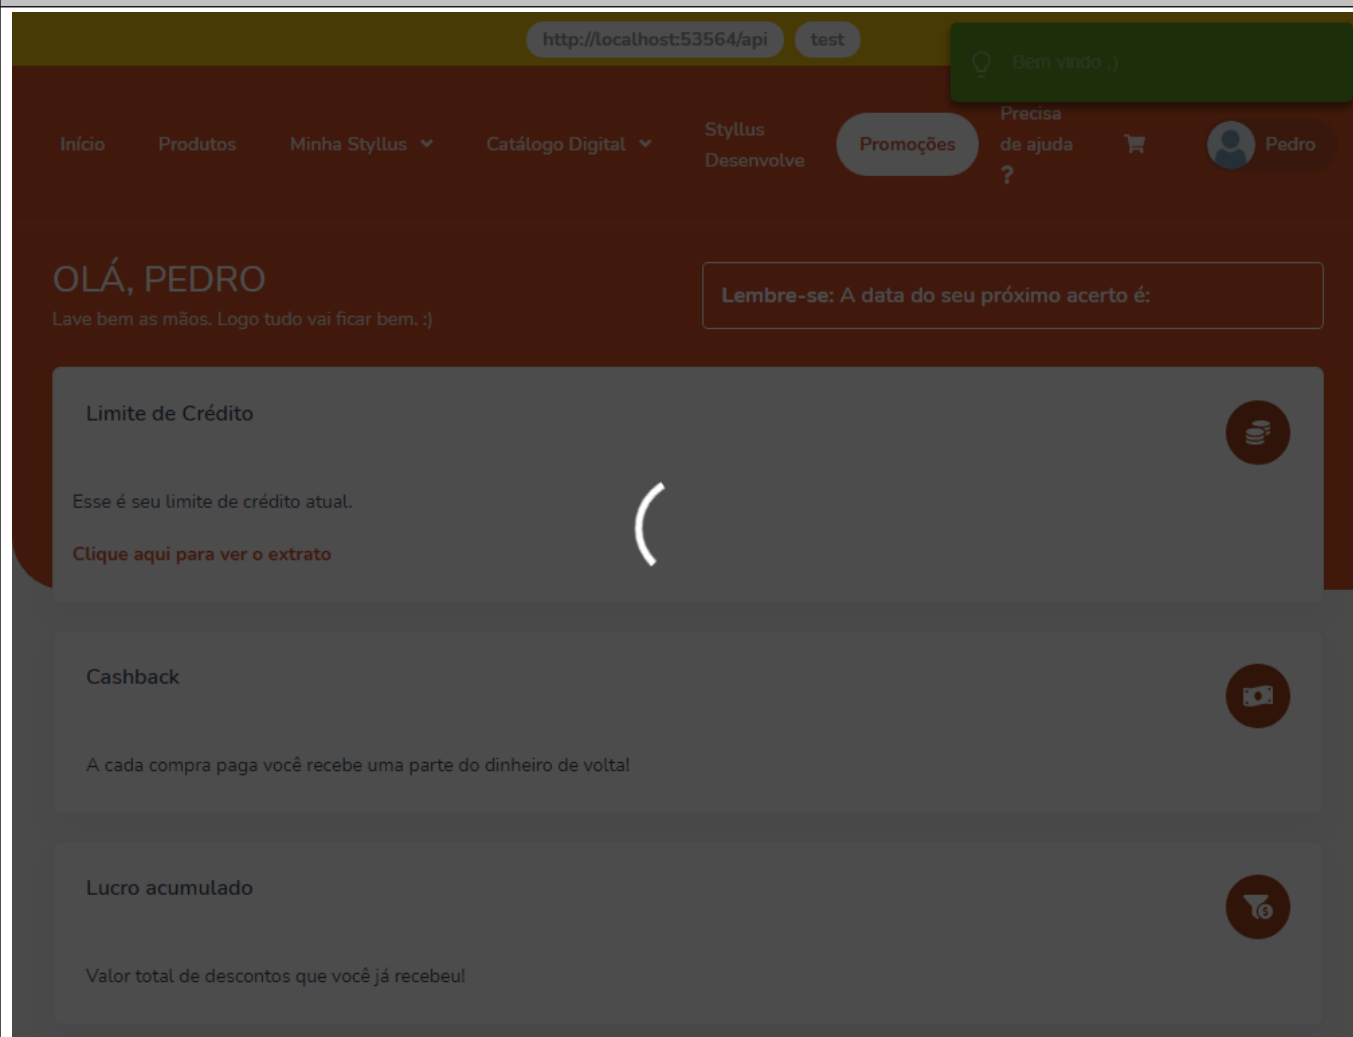 http://localhost:53564/api test
Bem vindo ;)
Início Produtos Minha Styllus Catálogo Digital Styllus Desenvolve Promoções Precisa de ajuda ? Pedro
OLÁ, PEDRO
Lave bem as mãos. Logo tudo vai ficar bem. :)
Lembre-se: A data do seu próximo acerto é:
Limite de Crédito
Esse é seu limite de crédito atual.
Clique aqui para ver o extrato
Cashback
A cada compra paga você recebe uma parte do dinheiro de volta!
Lucro acumulado
Valor total de descontos que você já recebeu!